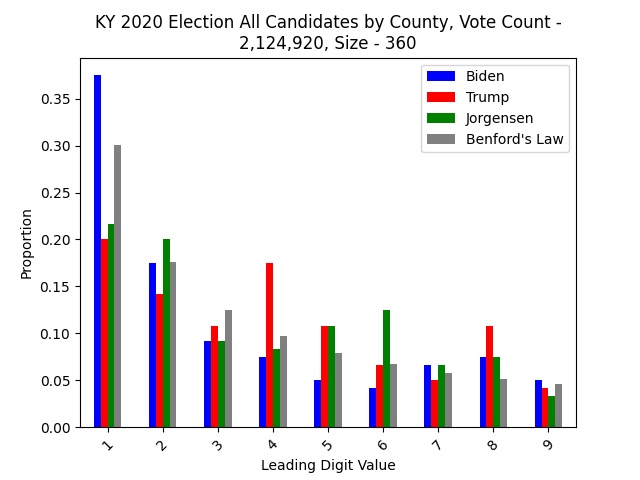 KY 2020 Election All Candidates by County, Vote Count -
2,124,920, Size - 360
Biden
Trump
Jorgensen
Benford's Law
0.35
0.30
0.25
0.20
0.15
0.10
0.05
0.00
Proportion
1 2 3 4 5 6 7 8 9
Leading Digit Value